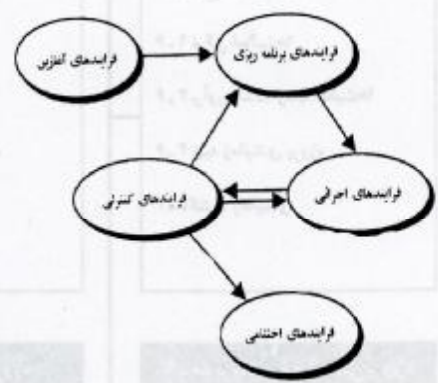 فرایندهای برنامه ریزی
فرایندهای آغازین
فرایندهای اجرائی
فرایندهای کنترلی
فرایندهای اختتامی